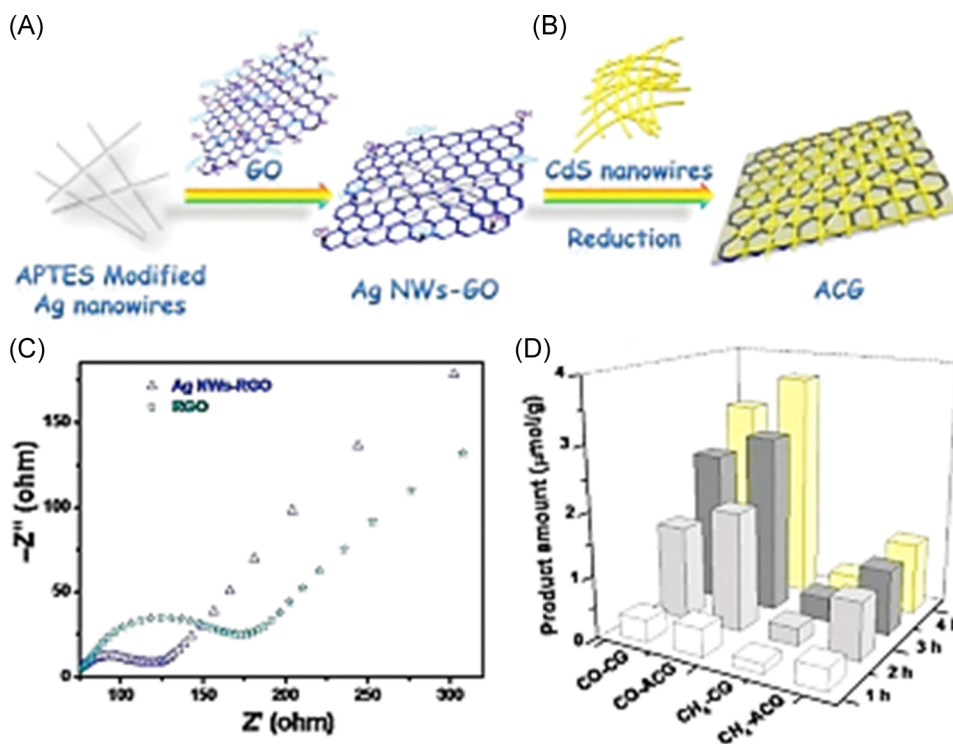 (A)
(B)
GO
CdS nanowires
Reduction
APTES Modified
Ag nanowires
Ag NWs-GO
ACG
(C)
(D)
Ag NWs-RGO
RGO
150
100
50
0
100
150
200
250
300
-Z'' (ohm)
Z' (ohm)
4
3
2
1
0
Product amount (μmol/g)
CO-CG
CO-ACG
CH₄-CG
CH₄-ACG
1 h
2 h
3 h
4 h